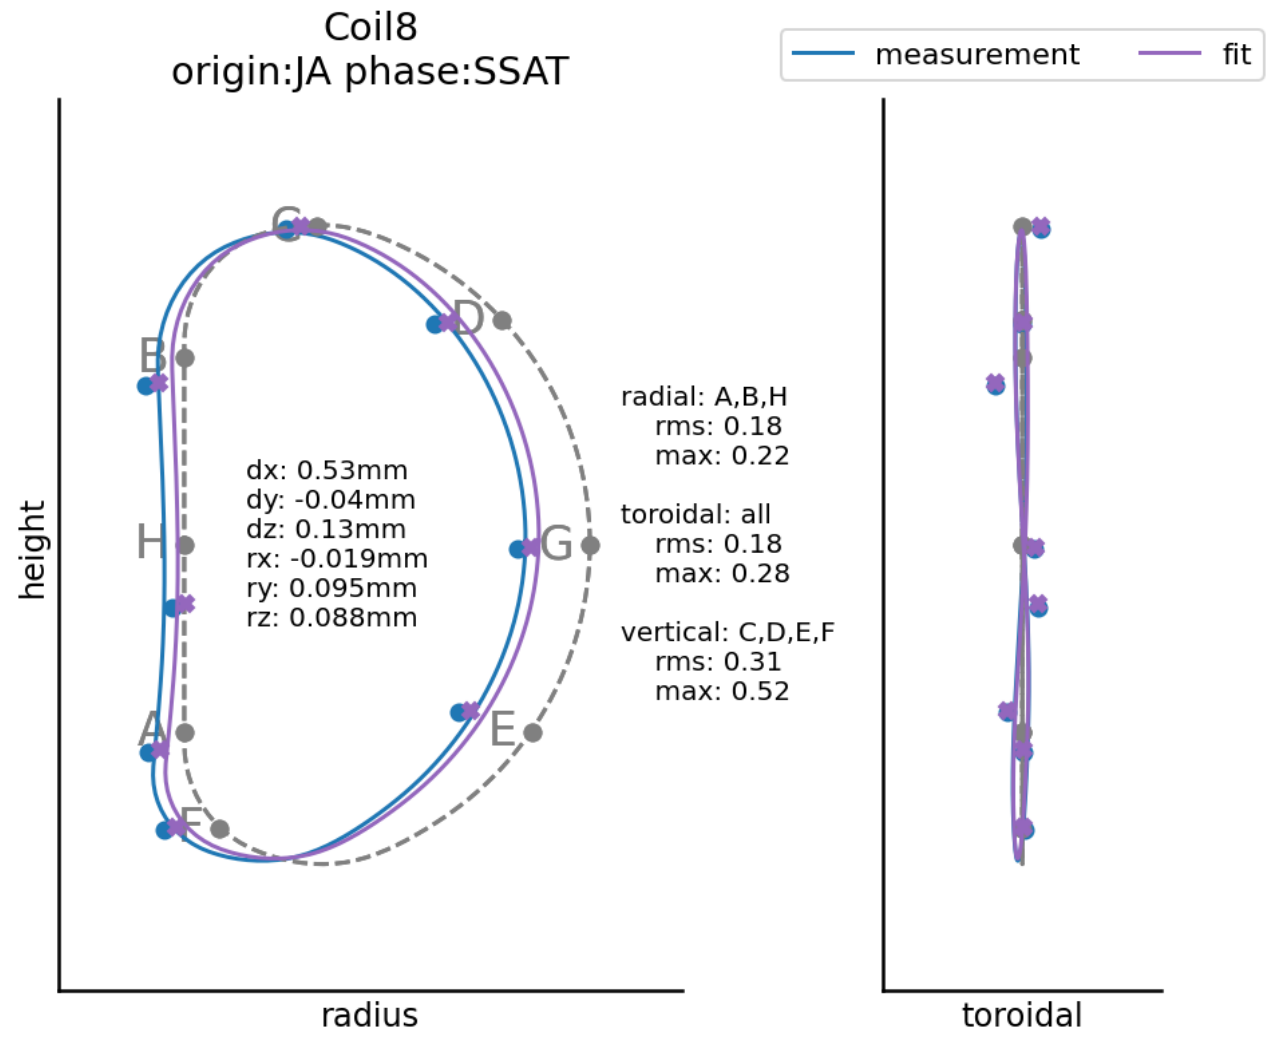 Coil8
origin:JA phase:SSAT
measurement
fit
C
D
B
radial: A,B,H
rms: 0.18
max: 0.22
dx: 0.53mm
dy: -0.04mm
dz: 0.13mm
rx: -0.019mm
ry: 0.095mm
rz: 0.088mm
toroidal: all
rms: 0.18
max: 0.28
H
G
height
vertical: C,D,E,F
rms: 0.31
max: 0.52
A
E
F
radius
toroidal